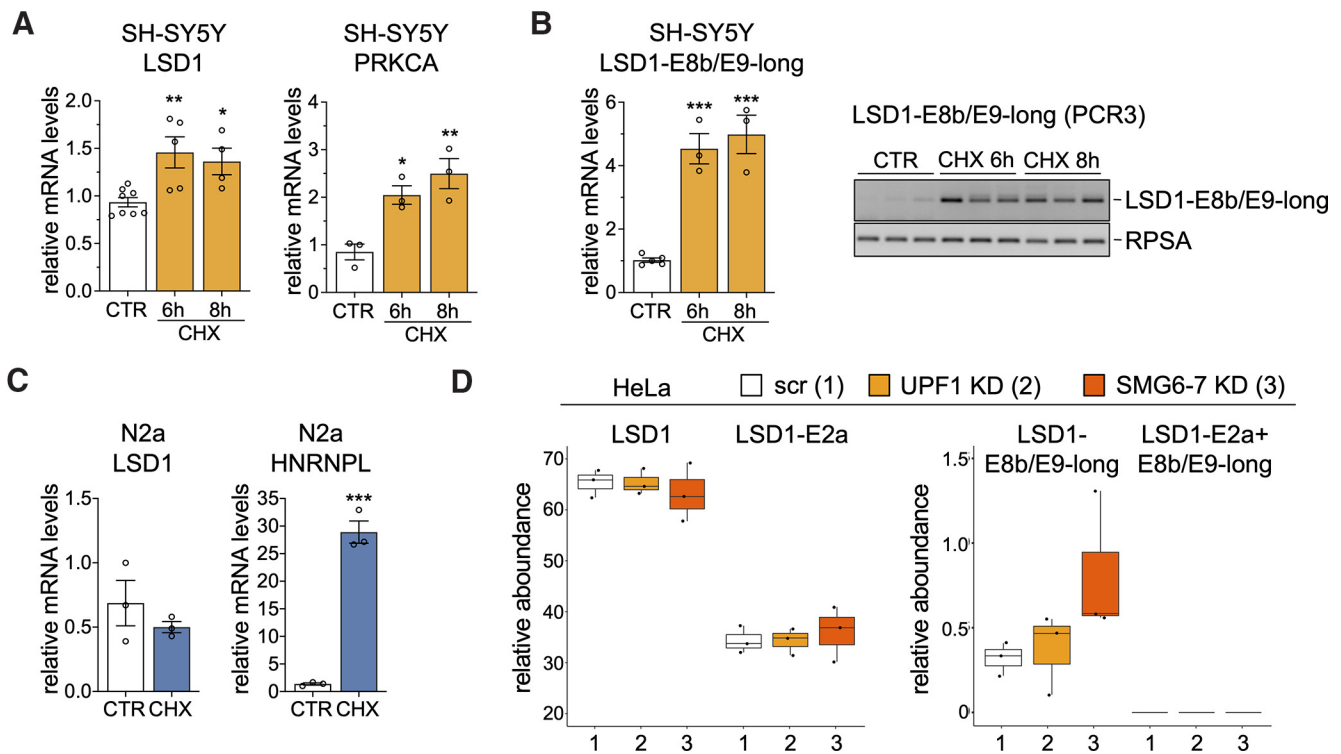 A
SH-SY5Y
LSD1
relative mRNA levels
2.0
1.5
1.0
0.5
0.0
**
*
CTR
6h
8h
CHX
SH-SY5Y
PRKCA
relative mRNA levels
4
3
2
1
0
*
**
CTR
6h
8h
CHX
B
SH-SY5Y
LSD1-E8b/E9-long
relative mRNA levels
6
4
2
0
***
***
CTR
6h
8h
CHX
LSD1-E8b/E9-long (PCR3)
CTR
CHX 6h
CHX 8h
LSD1-E8b/E9-long
RPSA
C
N2a
LSD1
relative mRNA levels
1.5
1.0
0.5
0.0
CTR CHX
N2a
HNRNPL
relative mRNA levels
35
30
25
20
15
10
5
0
***
CTR CHX
D
HeLa
scr (1)
UPF1 KD (2)
SMG6-7 KD (3)
LSD1
LSD1-E2a
relative aboundance
70
60
50
40
30
20
1 2 3 1 2 3
LSD1-
E8b/E9-long
LSD1-E2a+
E8b/E9-long
relative aboundance
1.5
1.0
0.5
0
1 2 3 1 2 3